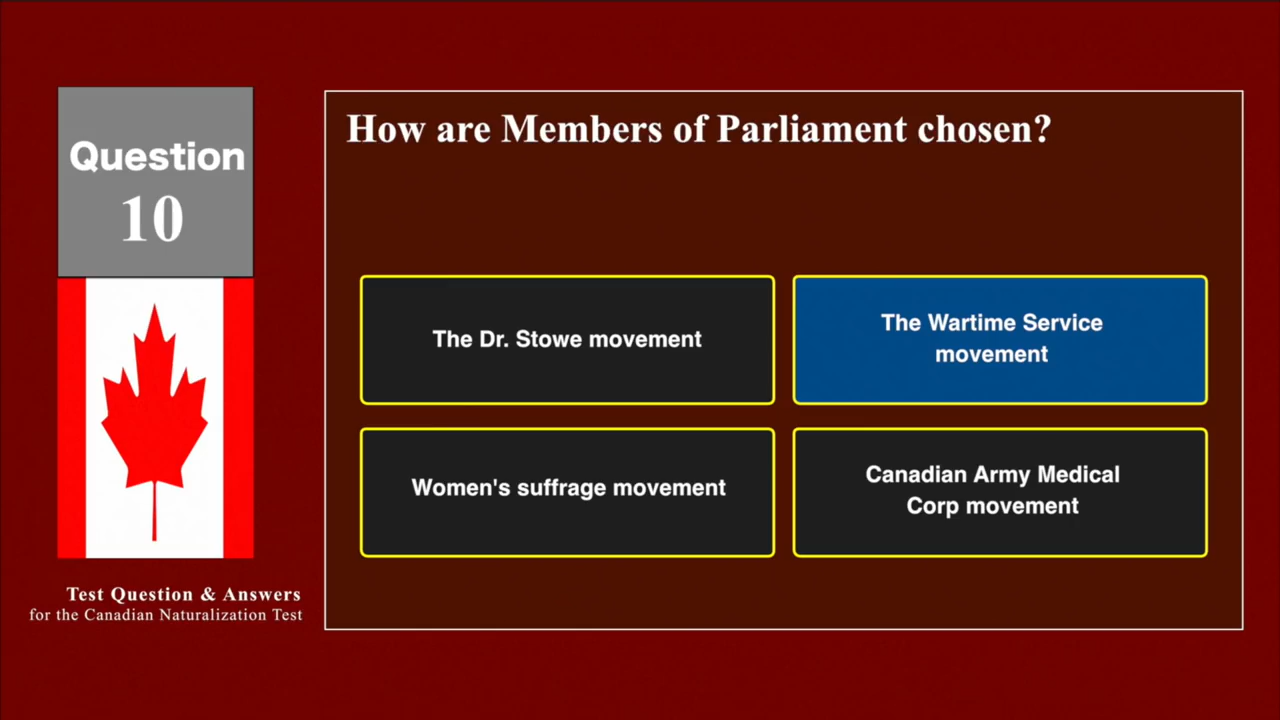 Question
10
How are Members of Parliament chosen?
The Dr. Stowe movement
The Wartime Service
movement
Women's suffrage movement
Canadian Army Medical
Corp movement
Test Question & Answers
for the Canadian Naturalization Test